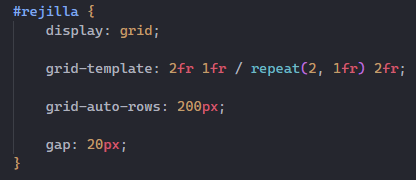 #rejilla {
display: grid;
grid-template: 2fr 1fr / repeat(2, 1fr) 2fr;
grid-auto-rows: 200px;
gap: 20px;
}